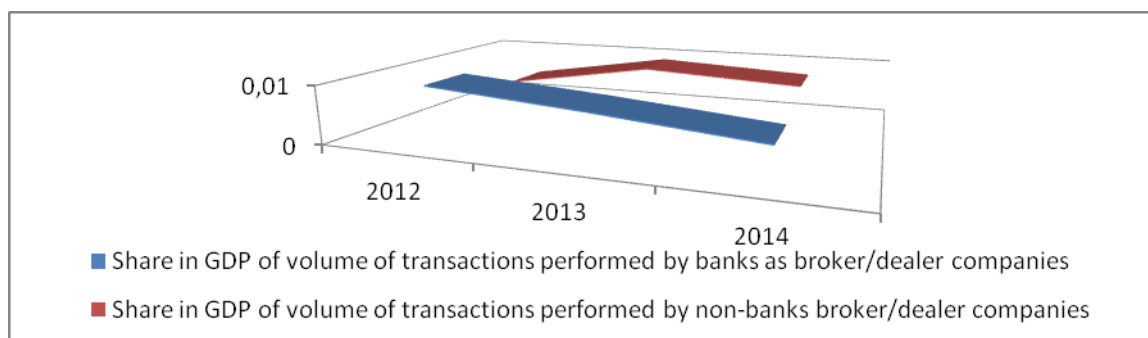 0,01
0
2012
2013
2014
Share in GDP of volume of transactions performed by banks as broker/dealer companies
Share in GDP of volume of transactions performed by non-banks broker/dealer companies